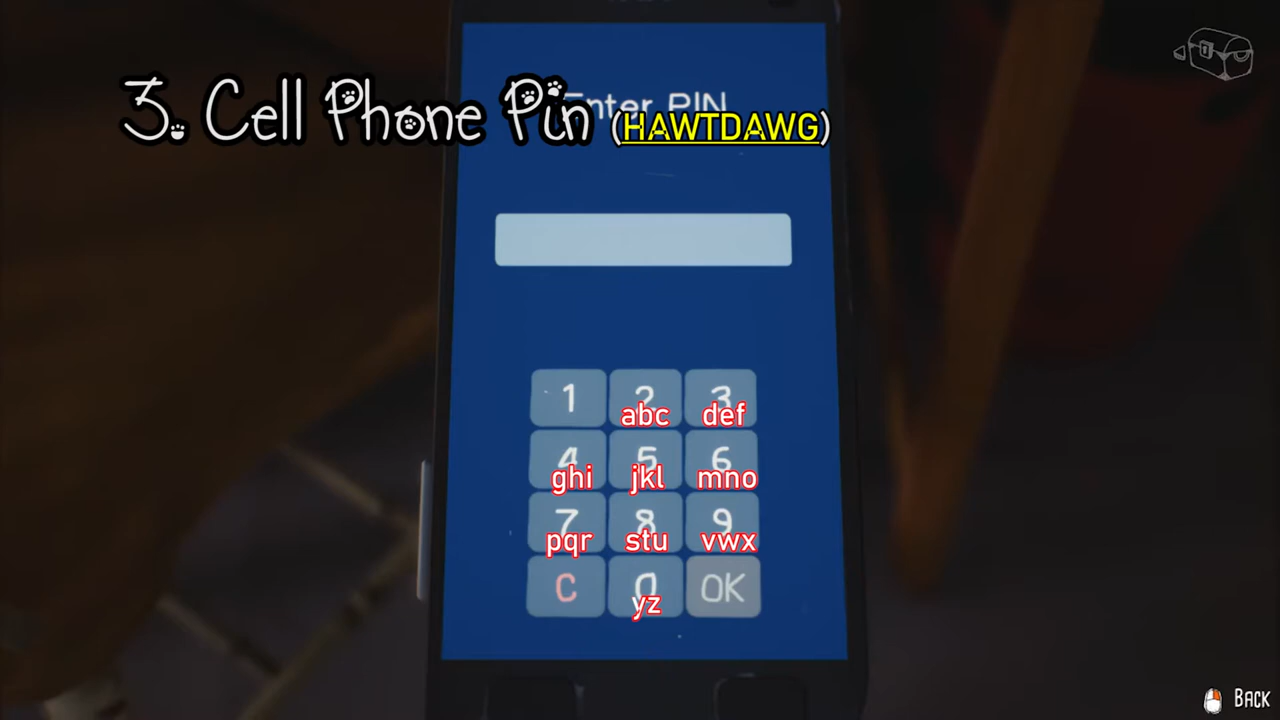 3. Cell Phone Pin (HAWTDAWG)
Enter PIN
1 2 3
abc def
4 5 6
ghi jkl mno
7 8 9
pqr stu vwx
C 0 OK
yz
BACK